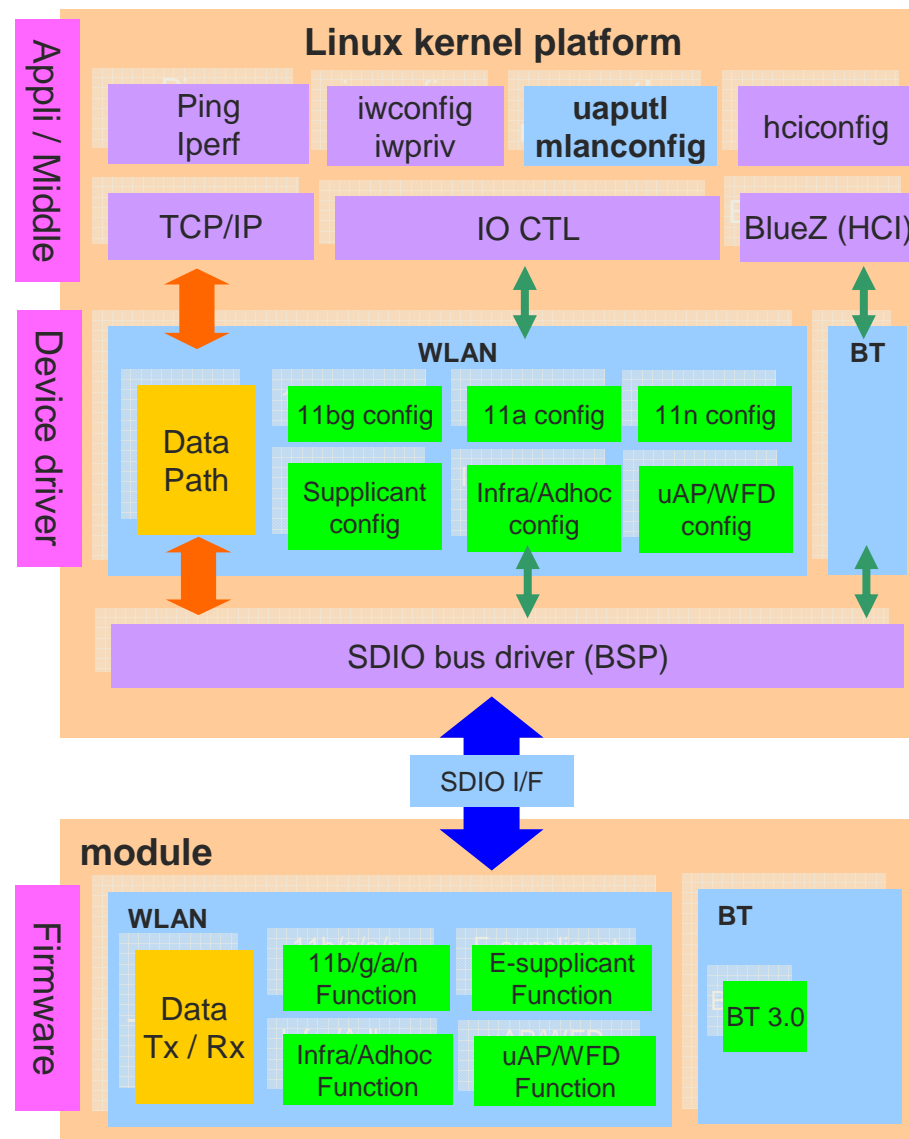 Appli / Middle
Linux kernel platform
Ping
Iperf
iwconfig
iwpriv
uaputl
mlanconfig
hciconfig
TCP/IP
IO CTL
BlueZ (HCI)
Device driver
WLAN
BT
Data
Path
11bg config
11a config
11n config
Supplicant
config
Infra/Adhoc
config
uAP/WFD
config
SDIO bus driver (BSP)
SDIO I/F
module
Firmware
WLAN
BT
Data
Tx / Rx
11b/g/a/n
Function
E-supplicant
Function
Infra/Adhoc
Function
uAP/WFD
Function
BT 3.0